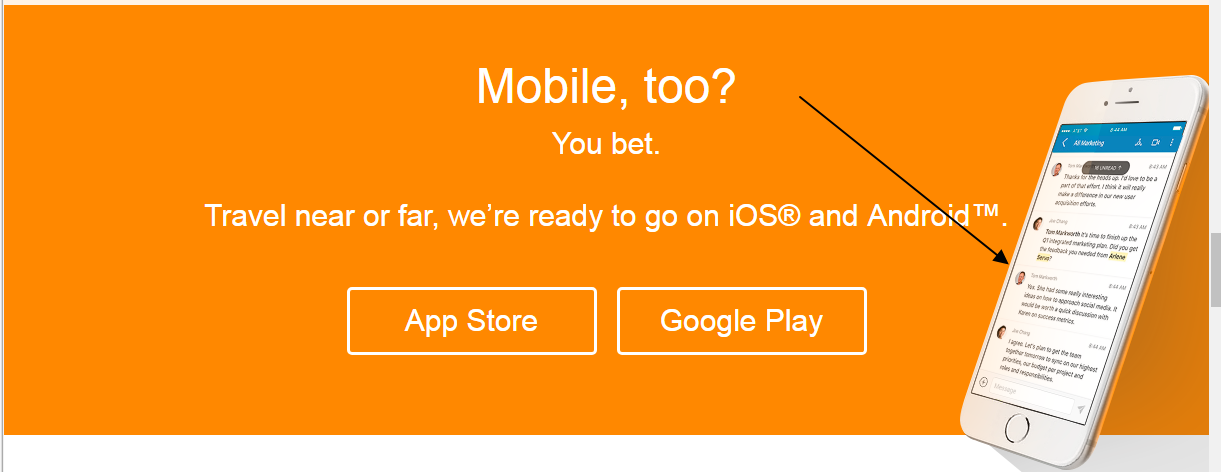 Mobile, too?
You bet.
Travel near or far, we're ready to go on iOS® and Android™.
App Store
Google Play
AT&T
8:44 AM
All Marketing
16 UNREAD ↑
8:43 AM
Thanks for the heads up. I'd love to be
a part of that effort. I think it will really
make a difference in our new user
acquisition efforts.
Joe Chang
8:43 AM
Tom Markworth It's time to finish up the
Q1 integrated marketing plan. Did you get
the feedback you needed from Arlene
Servo?
Tom Markworth
8:44 AM
Yes. She had some really interesting
ideas on how to approach social media. It
would be worth a quick discussion with
Karen on success metrics.
Joe Chang
8:44 AM
I agree. Let's plan to get the team
together tomorrow to sync on our highest
priorities, our budget per project and
roles and responsibilities.
Message